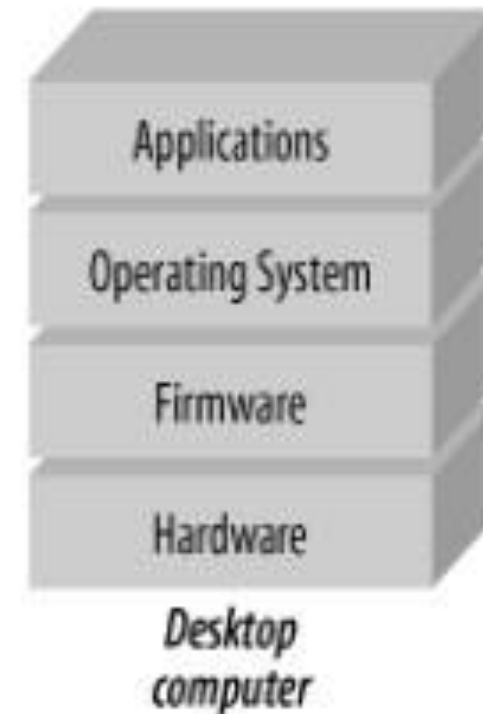 Applications
Operating System
Firmware
Hardware
Desktop
computer